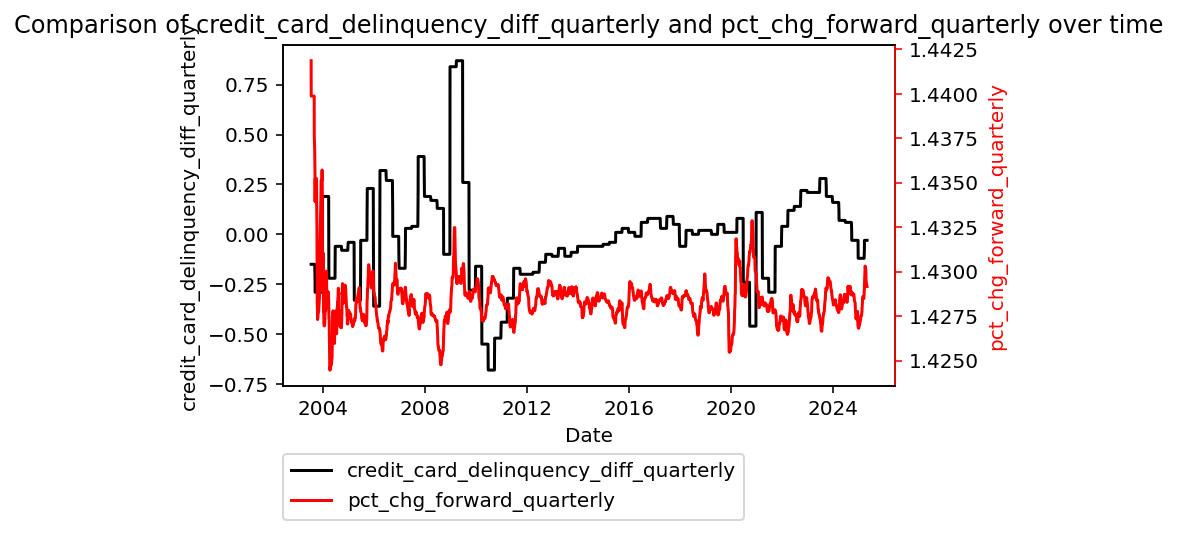 Comparison of credit_card_delinquency_diff_quarterly and pct_chg_forward_quarterly over time
credit_card_delinquency_diff_quarterly
0.75
0.50
0.25
0.00
−0.25
−0.50
−0.75
1.4425
1.4400
1.4375
1.4350
1.4325
1.4300
1.4275
1.4250
pct_chg_forward_quarterly
2004 2008 2012 2016 2020 2024
Date
credit_card_delinquency_diff_quarterly
pct_chg_forward_quarterly